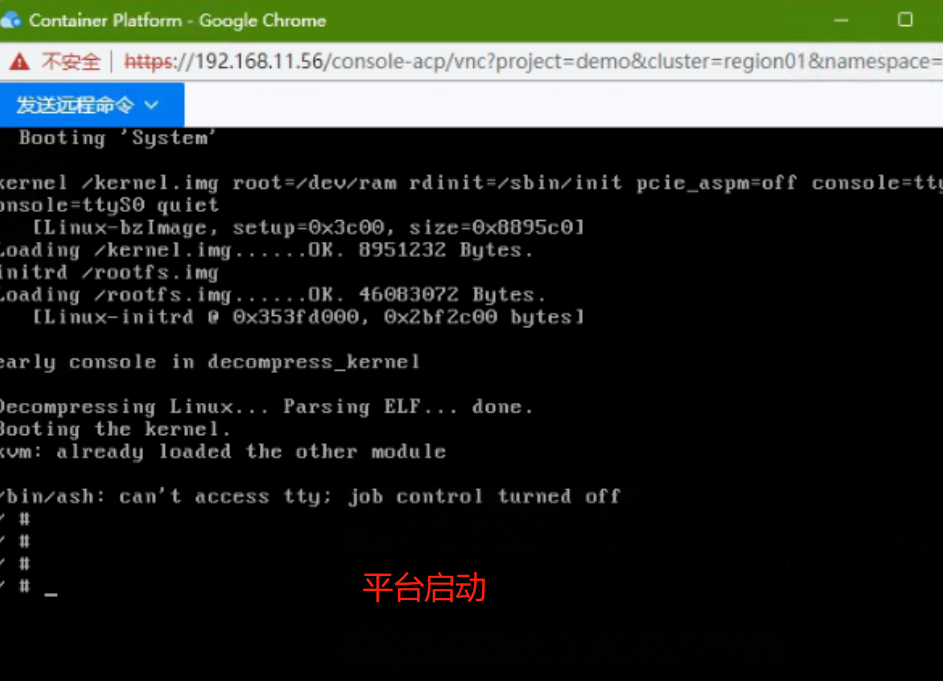 Container Platform - Google Chrome
不安全 | https://192.168.11.56/console-acp/vnc?project=demo&cluster=region01&namespace=
发送远程命令
Booting 'System'
kernel /kernel.img root=/dev/ram rdinit=/sbin/init pcie_aspm=off console=tty
onsole=ttyS0 quiet
[Linux-bzImage, setup=0x3c00, size=0x8895c0]
Loading /kernel.img......OK. 8951232 Bytes.
initrd /rootfs.img
Loading /rootfs.img......OK. 46083072 Bytes.
[Linux-initrd @ 0x353fd000, 0x2bf2c00 bytes]
early console in decompress_kernel
Decompressing Linux... Parsing ELF... done.
Booting the kernel.
kvm: already loaded the other module
/bin/ash: can't access tty; job control turned off
/ #
/ #
/ #
/ # _
平台启动